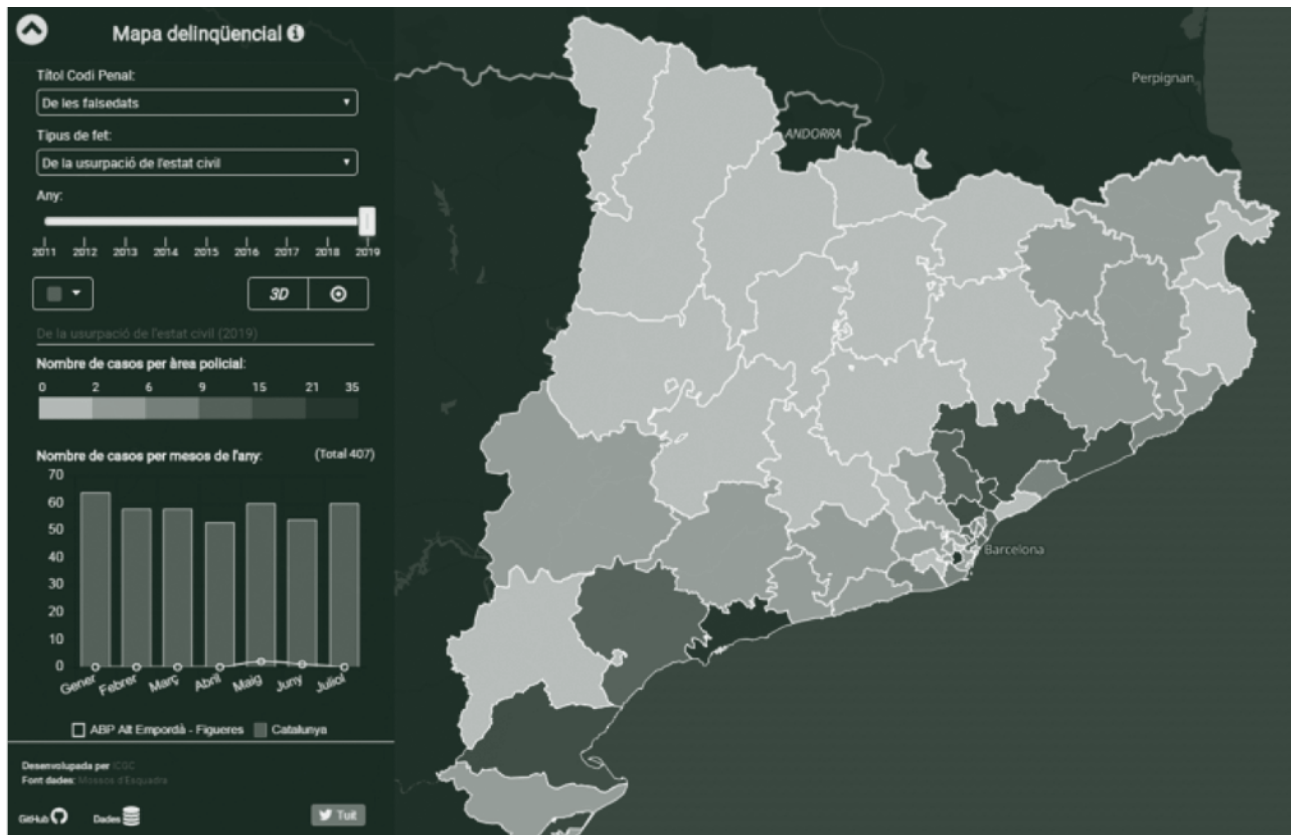 Mapa delinqüencial
Títol Codi Penal:
De les falsedats
Tipus de fet:
De la usurpació de l'estat civil
Any:
2011 2012 2013 2014 2015 2016 2017 2018 2019
3D
De la usurpació de l'estat civil (2019)
Nombre de casos per àrea policial:
0 2 6 9 15 21 35
Nombre de casos per mesos de l'any: (Total 407)
70
60
50
40
30
20
10
0
Gener Febrer Març Abril Maig Juny Juliol
ABP Alt Empordà - Figueres Catalunya
Desenvolupada per ICGC
Font dades: Mossos d'Esquadra
GitHub Dades Tuit
Perpignan
ANDORRA
Barcelona